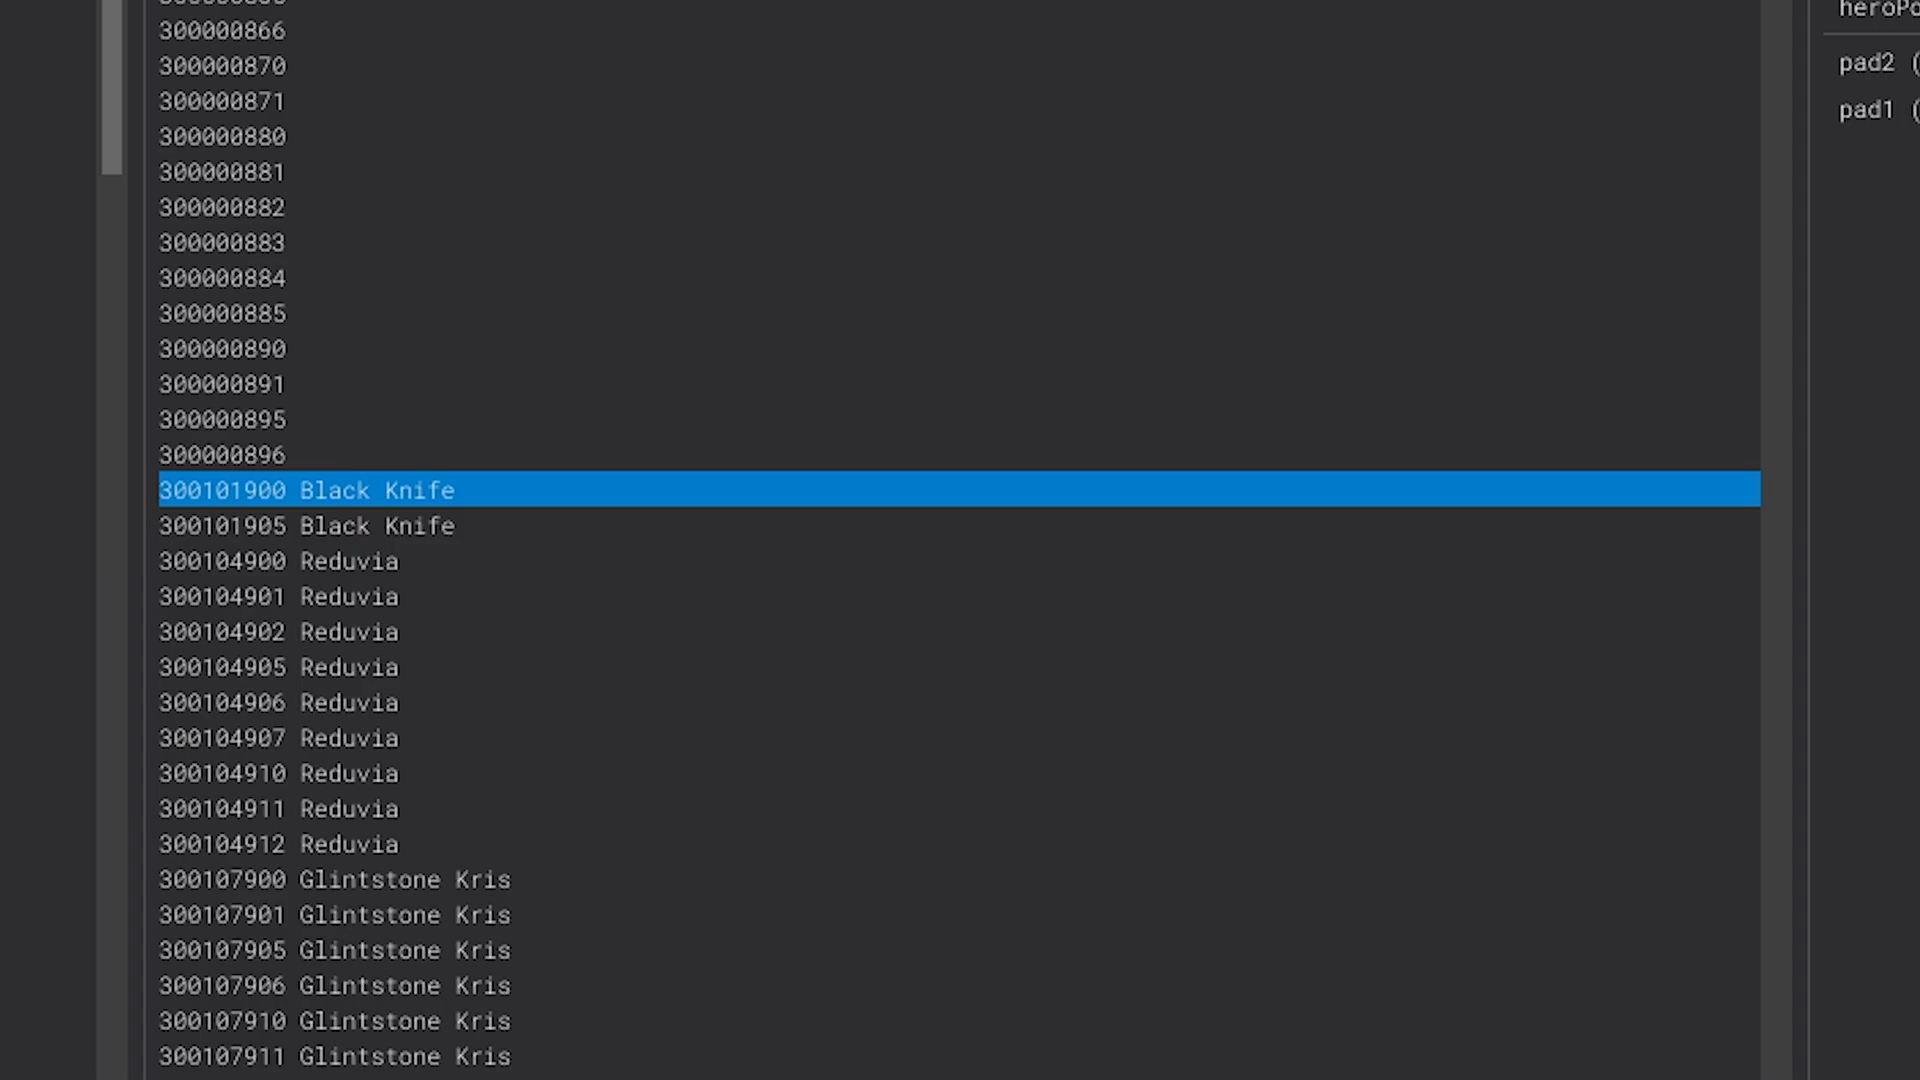 300000866
300000870
300000871
300000880
300000881
300000882
300000883
300000884
300000885
300000890
300000891
300000895
300000896
300101900 Black Knife
300101905 Black Knife
300104900 Reduvia
300104901 Reduvia
300104902 Reduvia
300104905 Reduvia
300104906 Reduvia
300104907 Reduvia
300104910 Reduvia
300104911 Reduvia
300104912 Reduvia
300107900 Glintstone Kris
300107901 Glintstone Kris
300107905 Glintstone Kris
300107906 Glintstone Kris
300107910 Glintstone Kris
300107911 Glintstone Kris
heroPo
pad2 (
pad1 (